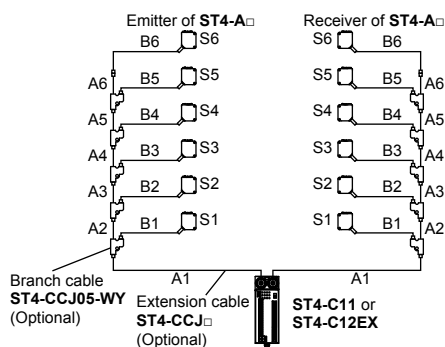 Emitter of ST4-A□
Receiver of ST4-A□
B6 S6
S6 B6
A6 B5 S5
S5 B5 A6
A5 B4 S4
S4 B4 A5
A4 B3 S3
S3 B3 A4
A3 B2 S2
S2 B2 A3
A2 B1 S1
S1 B1 A2
A1
A1
Branch cable
ST4-CCJ05-WY
(Optional)
Extension cable
ST4-CCJ□
(Optional)
ST4-C11 or
ST4-C12EX